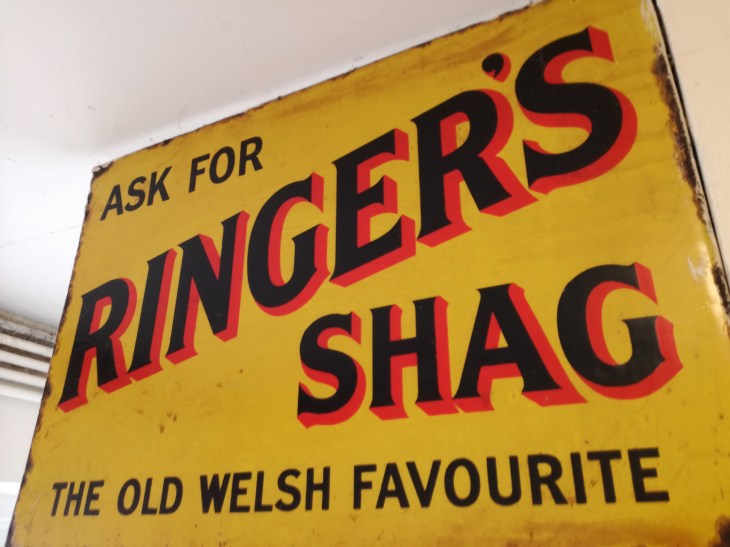 ASK FOR
RINGER'S
SHAG
THE OLD WELSH FAVOURITE